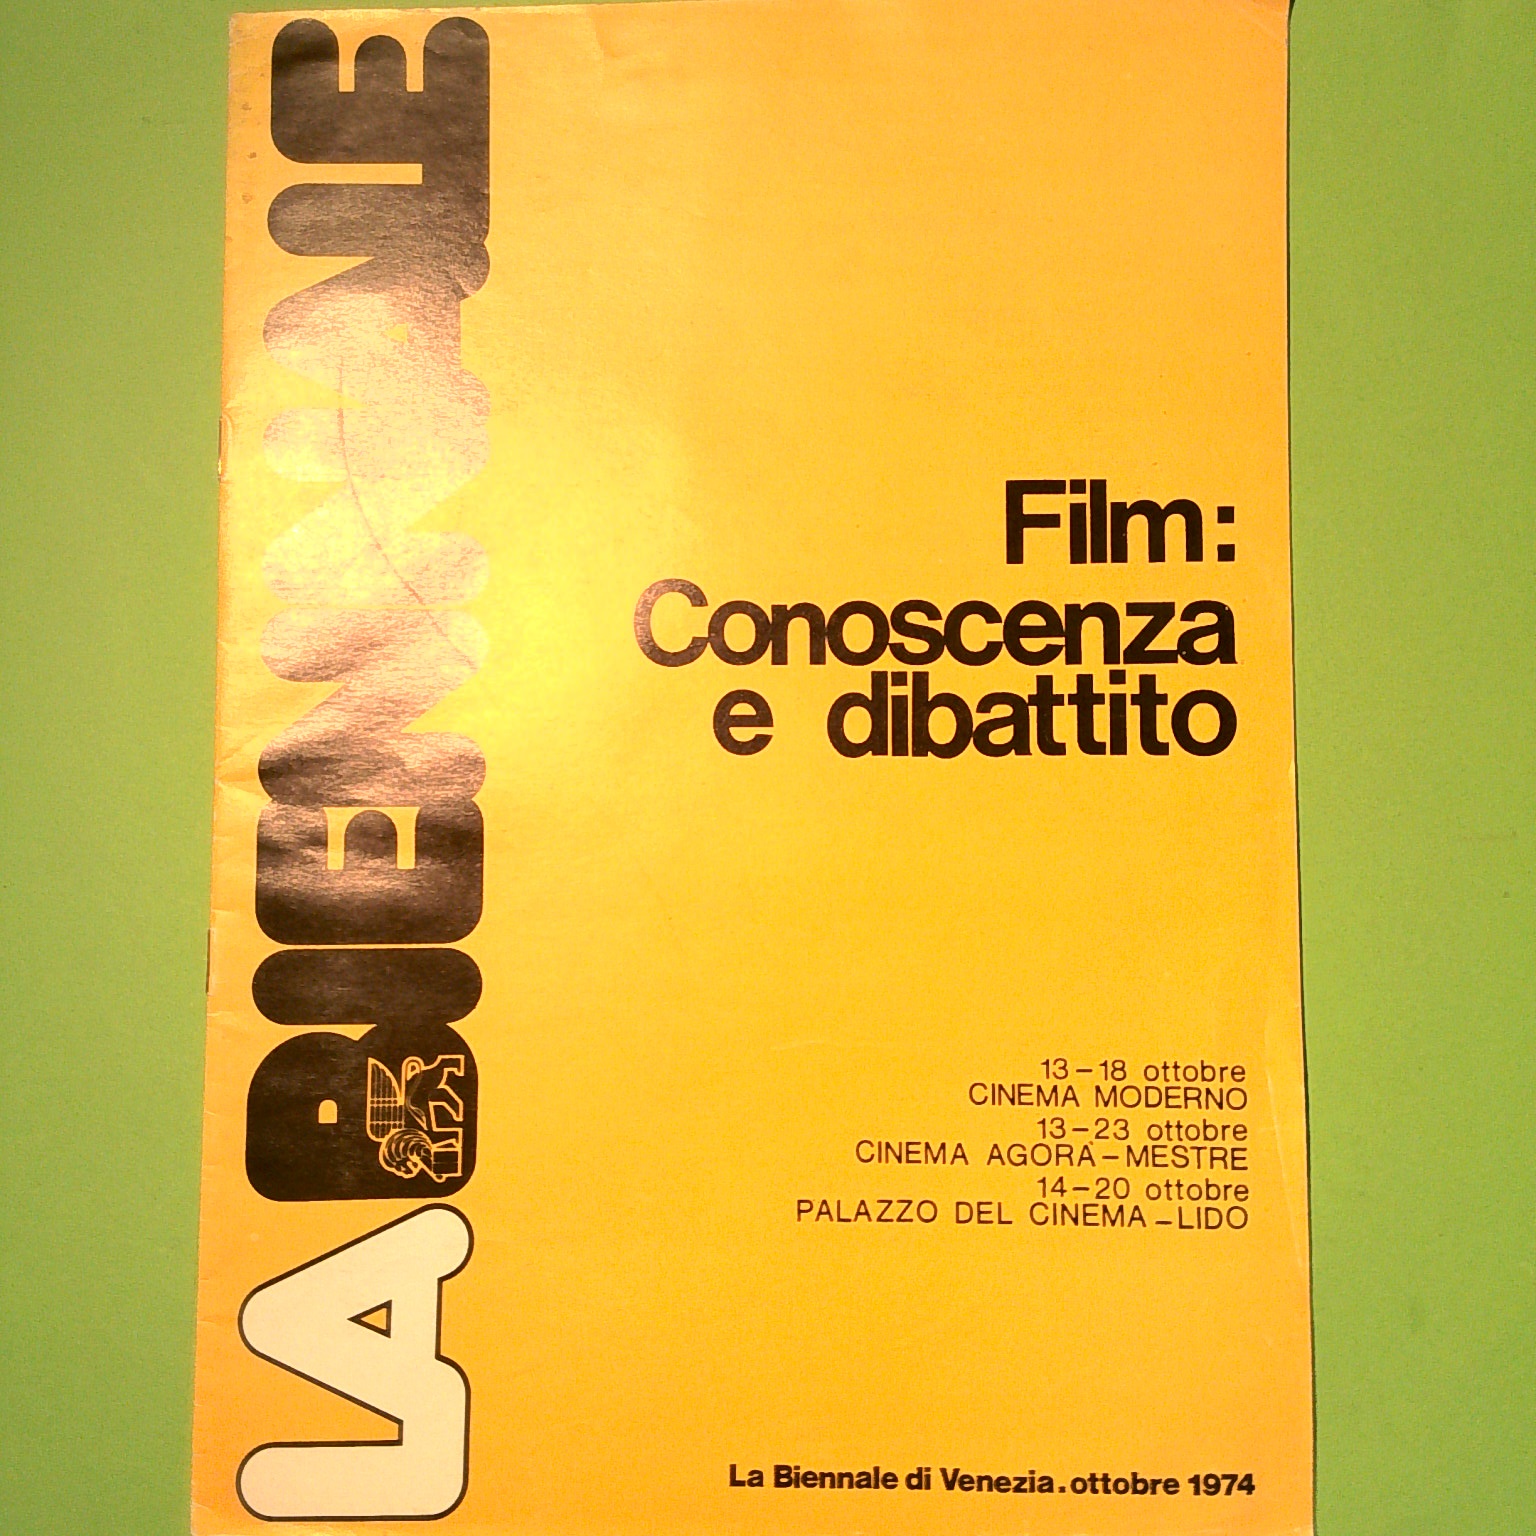 LA BIENNALE
Film:
Conoscenza
e dibattito
13-18 ottobre
CINEMA MODERNO
13-23 ottobre
CINEMA AGORÀ-MESTRE
14-20 ottobre
PALAZZO DEL CINEMA-LIDO
La Biennale di Venezia.ottobre 1974